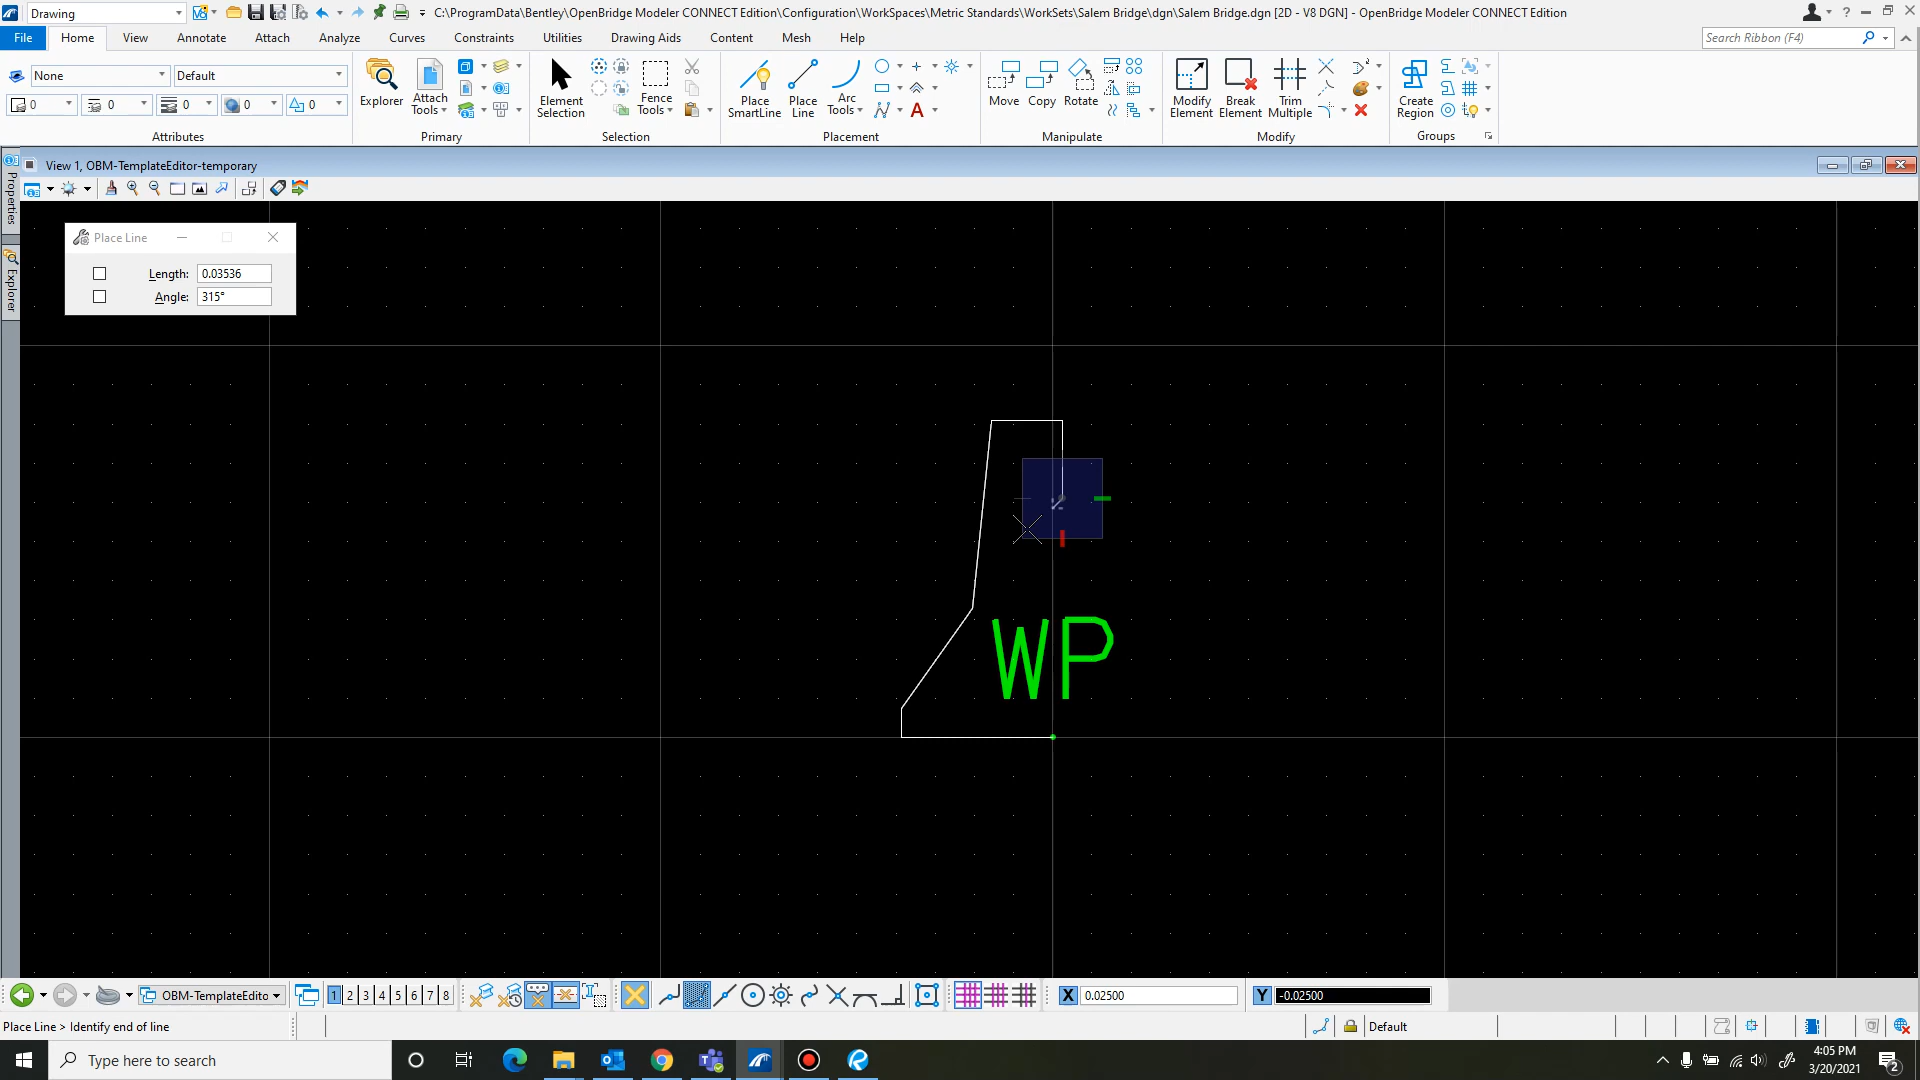 Drawing
C:\ProgramData\Bentley\OpenBridge Modeler CONNECT Edition\Configuration\WorkSpaces\Metric Standards\WorkSets\Salem Bridge\dgn\Salem Bridge.dgn [2D - V8 DGN] - OpenBridge Modeler CONNECT Edition
File Home View Annotate Attach Analyze Curves Constraints Utilities Drawing Aids Content Mesh Help
Search Ribbon (F4)
None
Default
0 0 0 0 0
Attributes
Explorer
Attach Tools
Primary
Element Selection
Fence Tools
Selection
Place SmartLine
Place Line
Arc Tools
Placement
Move
Copy
Rotate
Manipulate
Modify Element
Break Element
Trim Multiple
Modify
Create Region
Groups
View 1, OBM-TemplateEditor-temporary
Properties
Explorer
Place Line
Length: 0.03536
Angle: 315°
WP
OBM-TemplateEdito
1 2 3 4 5 6 7 8
X 0.02500
Y -0.02500
Place Line > Identify end of line
Default
Type here to search
4:05 PM
3/20/2021
2